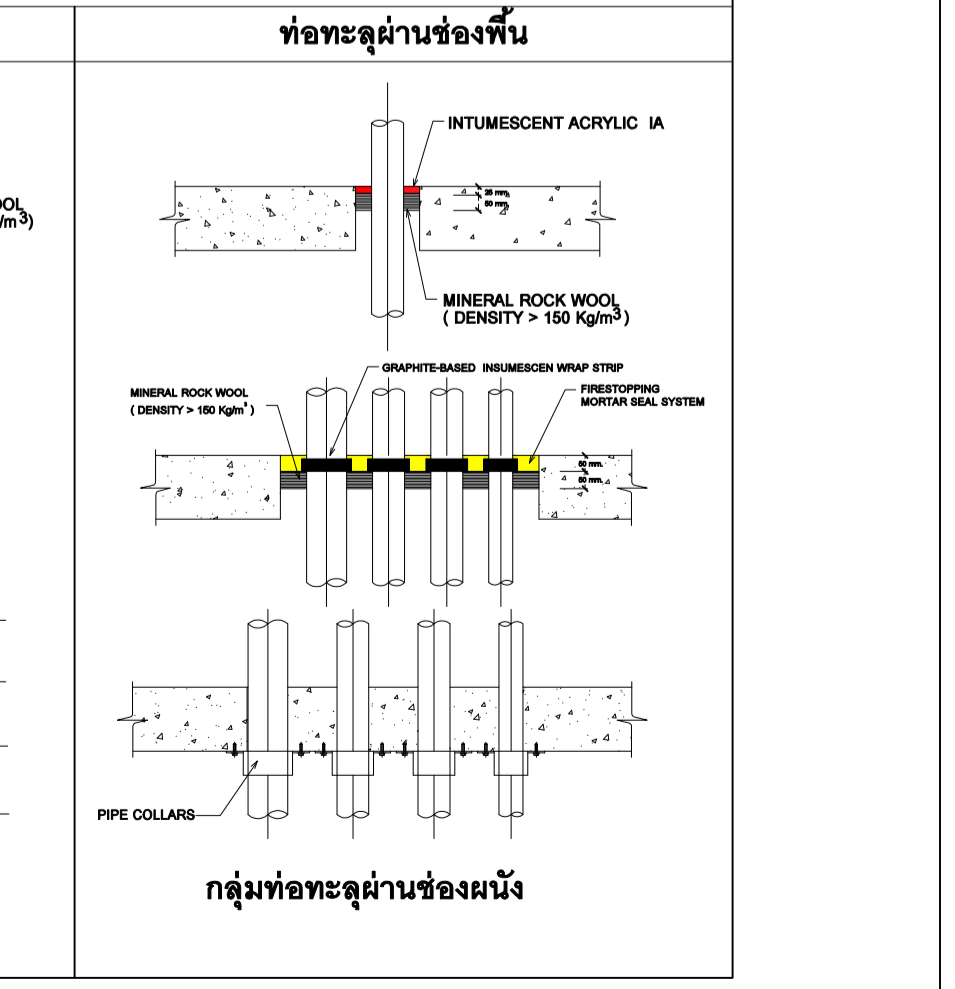 ท่อทะลุผ่านช่องพื้น
INTUMESCENT ACRYLIC IA
25 mm.
50 mm.
OOL
/m3)
MINERAL ROCK WOOL
( DENSITY > 150 Kg/m3 )
GRAPHITE-BASED INSUMESCEN WRAP STRIP
MINERAL ROCK WOOL
( DENSITY > 150 Kg/m3 )
FIRESTOPPING
MORTAR SEAL SYSTEM
50 mm.
50 mm.
PIPE COLLARS
กลุ่มท่อทะลุผ่านช่องผนัง